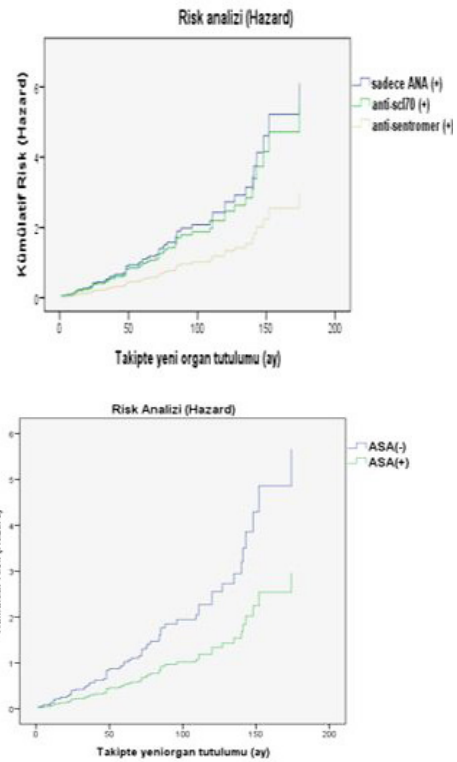 Risk analizi (Hazard)
sadece ANA (+)
anti-scl70 (+)
anti-sentromer (+)
Kümülatif Risk (Hazard)
6
4
2
0
0
50
100
150
200
Takipte yeni organ tutulumu (ay)
Risk Analizi (Hazard)
ASA(-)
ASA(+)
6
5
4
3
2
1
0
0
50
100
150
200
Takipte yeniorgan tutulumu (ay)